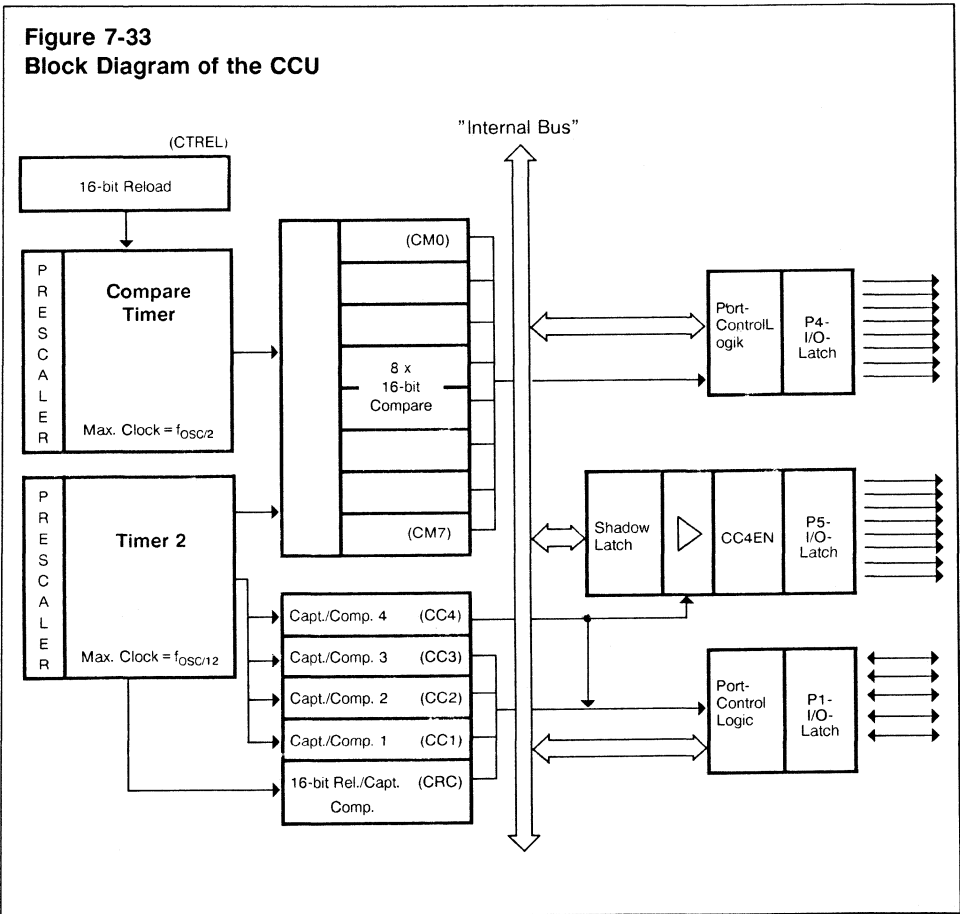 Figure 7-33
Block Diagram of the CCU
"Internal Bus"
(CTREL)
16-bit Reload
PRESCALER
Compare
Timer
Max. Clock = fOSC/2
(CM0)
8 x
16-bit
Compare
(CM7)
Port-
ControlL
ogik
P4-
I/O-
Latch
PRESCALER
Timer 2
Max. Clock = fOSC/12
Shadow
Latch
CC4EN
P5-
I/O-
Latch
Capt./Comp. 4 (CC4)
Capt./Comp. 3 (CC3)
Capt./Comp. 2 (CC2)
Capt./Comp. 1 (CC1)
16-bit Rel./Capt. (CRC)
Comp.
Port-
Control
Logic
P1-
I/O-
Latch